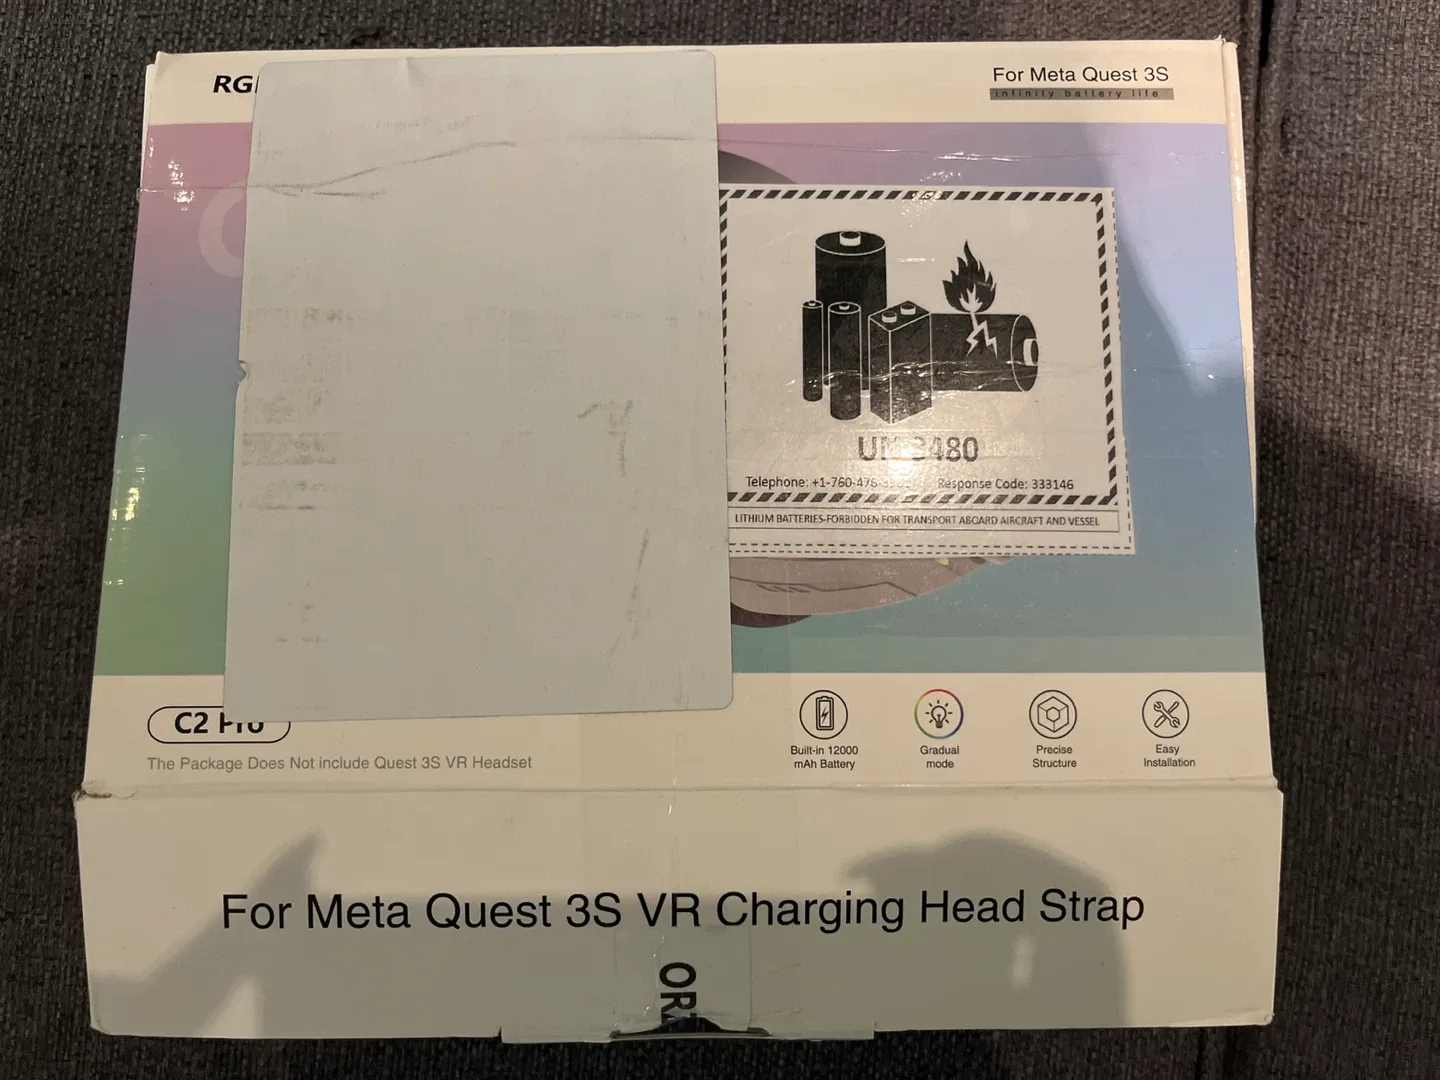 For Meta Quest 3S
infinity battery life
Telephone: +1-760-476- Response Code: 333146
LITHIUM BATTERIES-FORBIDDEN FOR TRANSPORT ABOARD AIRCRAFT AND VESSEL
C2 Pro
The Package Does Not include Quest 3S VR Headset
Built-in 12000
mAh Battery
Gradual
mode
Precise
Structure
Easy
Installation
For Meta Quest 3S VR Charging Head Strap